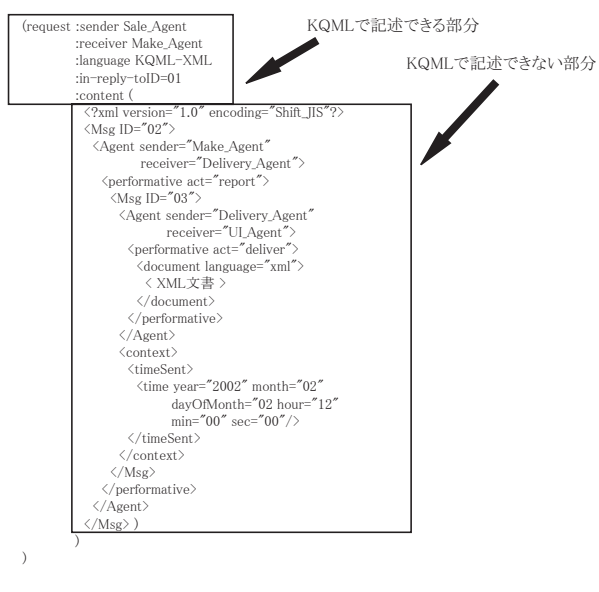 KQMLで記述できる部分
KQMLで記述できない部分
(request :sender Sale_Agent
:receiver Make_Agent
:language KQML-XML
:in-reply-toID=01
:content (
<?xml version="1.0" encoding="Shift_JIS"?>
<Msg ID="02">
<Agent sender="Make_Agent"
receiver="Delivery_Agent">
<performative act="report">
<Msg ID="03">
<Agent sender="Delivery_Agent"
receiver="UI_Agent">
<performative act="deliver">
<document language="xml">
< XML文書 >
</document>
</performative>
</Agent>
<context>
<timeSent>
<time year="2002" month="02"
dayOfMonth="02 hour="12"
min="00" sec="00"/>
</timeSent>
</context>
</Msg>
</performative>
</Agent>
</Msg> )
)
)